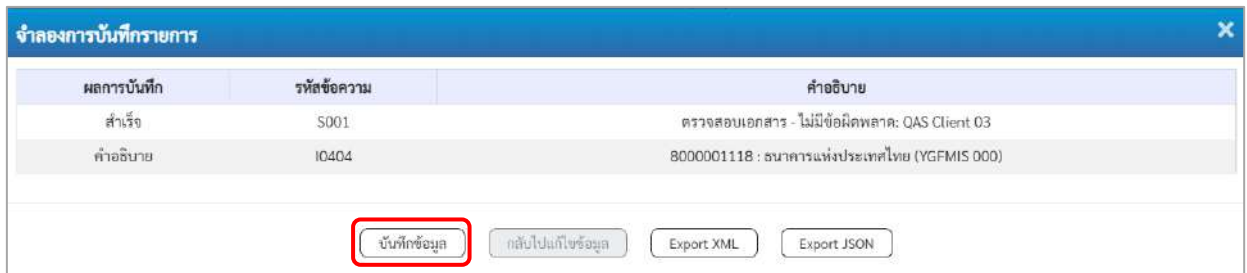 จำลองการบันทึกรายการ
ผลการบันทึก รหัสข้อความ คำอธิบาย
สำเร็จ S001 ตรวจสอบเอกสาร - ไม่มีข้อผิดพลาด: QAS Client 03
คำอธิบาย I0404 8000001118 : ธนาคารแห่งประเทศไทย (YGFMIS 000)
บันทึกข้อมูล กลับไปแก้ไขข้อมูล Export XML Export JSON